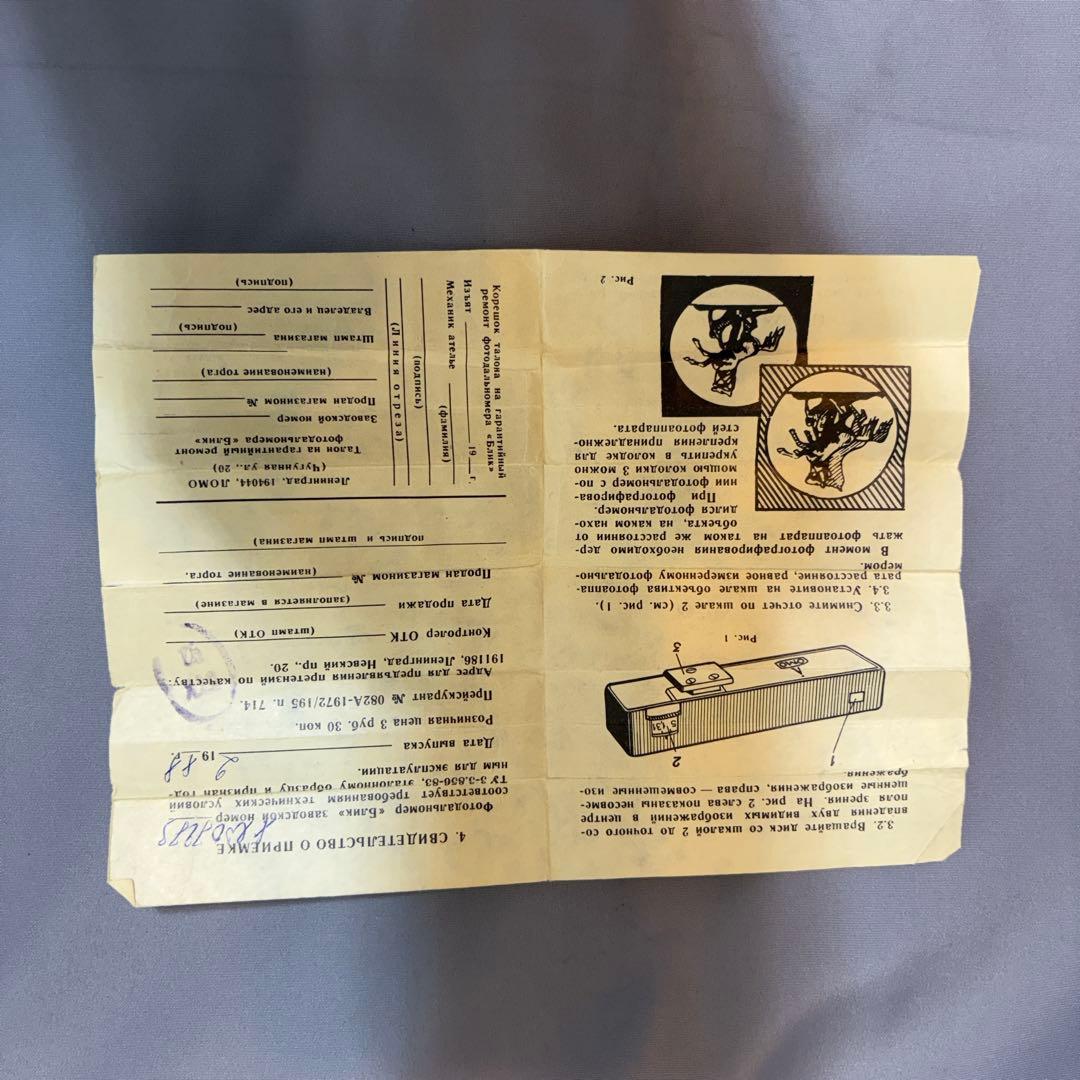 3.2. Вращайте диск со шкалой 2 до точного со-
впадения двух видимых изображений в центре
поля зрения. На рис. 2 слева показаны несовме-
щенные изображения, справа — совмещенные изо-
бражения.
1
2
3
Рис. 1
3.3. Снимите отсчет по шкале 2 (см. рис. 1).
3.4. Установите на шкале объектива фотоаппа-
рата расстояние, равное измеренному фотодально-
мером.
В момент фотографирования необходимо дер-
жать фотоаппарат на таком же расстоянии от
объекта, на каком нахо-
дился фотодальномер.
При фотографирова-
нии фотодальномер с по-
мощью колодки 3 можно
укрепить в колодке для
крепления принадлежно-
стей фотоаппарата.
Рис. 2
4. СВИДЕТЕЛЬСТВО О ПРИЕМКЕ
Фотодальномер «Блик» заводской номер
соответствует требованиям технических условий
ТУ 3-3.856-83, эталонному образцу и признан год-
ным для эксплуатации.
Дата выпуска 2 19 88 г.
Розничная цена 3 руб. 30 коп.
Прейскурант № 082А-1972/195 п. 714.
Адрес для предъявления претензий по качеству:
191186, Ленинград, Невский пр., 20.
Контролер ОТК (штамп ОТК)
Дата продажи (заполняется в магазине)
Продан магазином № (наименование торга.
подпись и штамп магазина)
Ленинград. 194044, ЛОМО
(Чугунная ул., 20)
Талон на гарантийный ремонт
фотодальномера «Блик»
Заводской номер
Продан магазином №
(наименование торга)
Штамп магазина
(подпись)
Владелец и его адрес
(подпись)
Корешок талона на гарантийный
ремонт фотодальномера «Блик»
Изъят 19 г.
Механик ателье
(фамилия)
(подпись)
(Линия отреза)